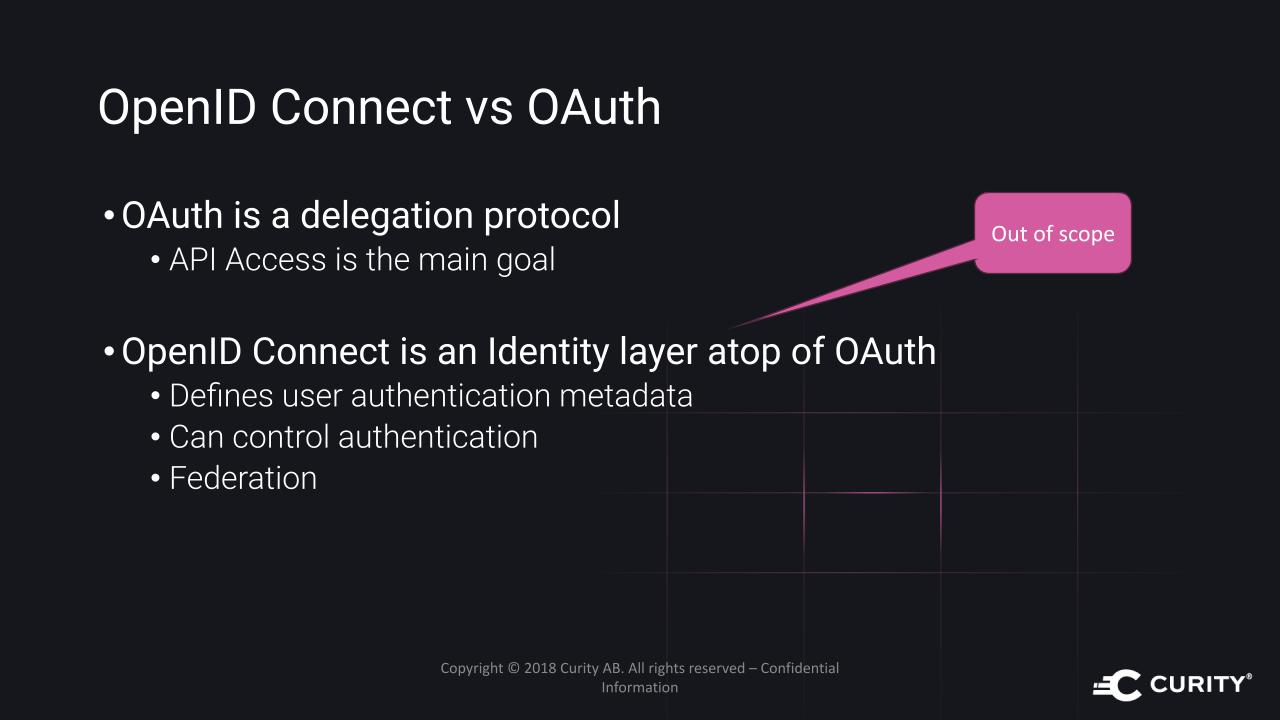 OpenID Connect vs OAuth
• OAuth is a delegation protocol
• API Access is the main goal
Out of scope
• OpenID Connect is an Identity layer atop of OAuth
• Defines user authentication metadata
• Can control authentication
• Federation
Copyright © 2018 Curity AB. All rights reserved – Confidential
Information
CURITY®